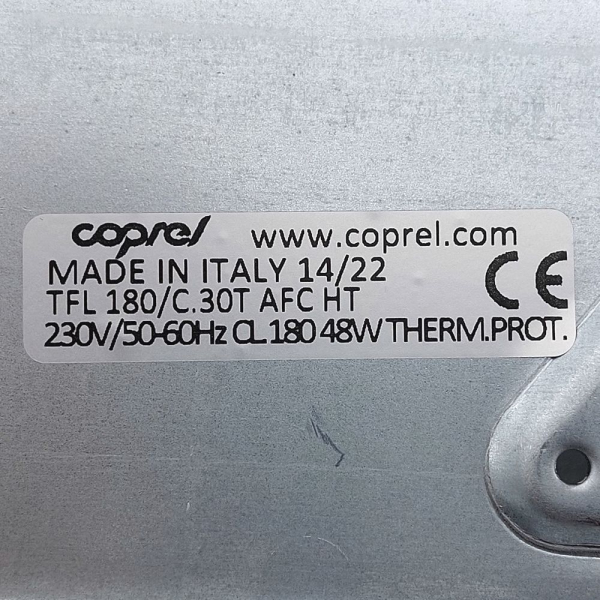 coprel www.coprel.com
MADE IN ITALY 14/22
TFL 180/C.30T AFC HT
230V/50-60Hz CL 180 48W THERM.PROT.
CE